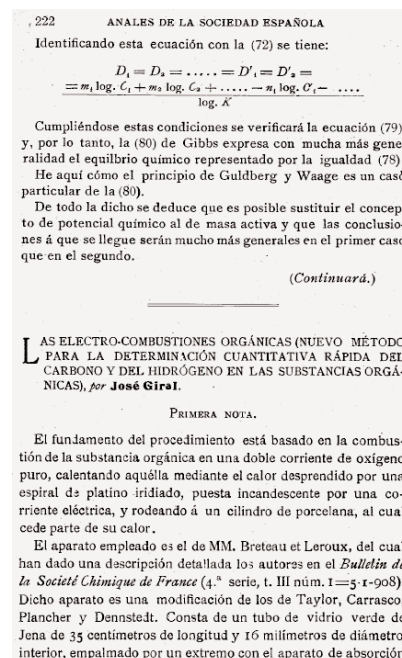 222 ANALES DE LA SOCIEDAD ESPAÑOLA
Identificando esta ecuación con la (72) se tiene:
D₁ = D₂ = ..... = D'₁ = D'₂ =
= m₁ log. C₁ + m₂ log. C₂ + ..... — n₁ log. C'₁ — ....
log. K
Cumpliéndose estas condiciones se verificará la ecuación (79)
y, por lo tanto, la (80) de Gibbs expresa con mucha más gene
ralidad el equilbrio químico representado por la igualdad (78)
He aquí cómo el principio de Guldberg y Waage es un caso
particular de la (80).
De todo la dicho se deduce que es posible sustituir el concep
to de potencial químico al de masa activa y que las conclusio-
nes á que se llegue serán mucho más generales en el primer caso
que en el segundo.
(Continuará.)
LAS ELECTRO-COMBUSTIONES ORGÁNICAS (NUEVO MÉTODO
PARA LA DETERMINACIÓN CUANTITATIVA RÁPIDA DEL
CARBONO Y DEL HIDRÓGENO EN LAS SUBSTANCIAS ORGÁ-
NICAS), por José Giral.
PRIMERA NOTA.
El fundamento del procedimiento está basado en la combus-
tión de la substancia orgánica en una doble corriente de oxígeno
puro, calentando aquélla mediante el calor desprendido por una
espiral de platino iridiado, puesta incandescente por una co-
rriente eléctrica, y rodeando á un cilindro de porcelana, al cual
cede parte de su calor.
El aparato empleado es el de MM. Breteau et Leroux, del cual
han dado una descripción detallada los autores en el Bulletin de
la Societé Chimique de France (4.ª serie, t. III núm. 1=5-1-908)
Dicho aparato es una modificación de los de Taylor, Carrasco,
Plancher y Dennstedt. Consta de un tubo de vidrio verde de
Jena de 35 centímetros de longitud y 16 milímetros de diámetro
interior, empalmado por un extremo con el aparato de absorción